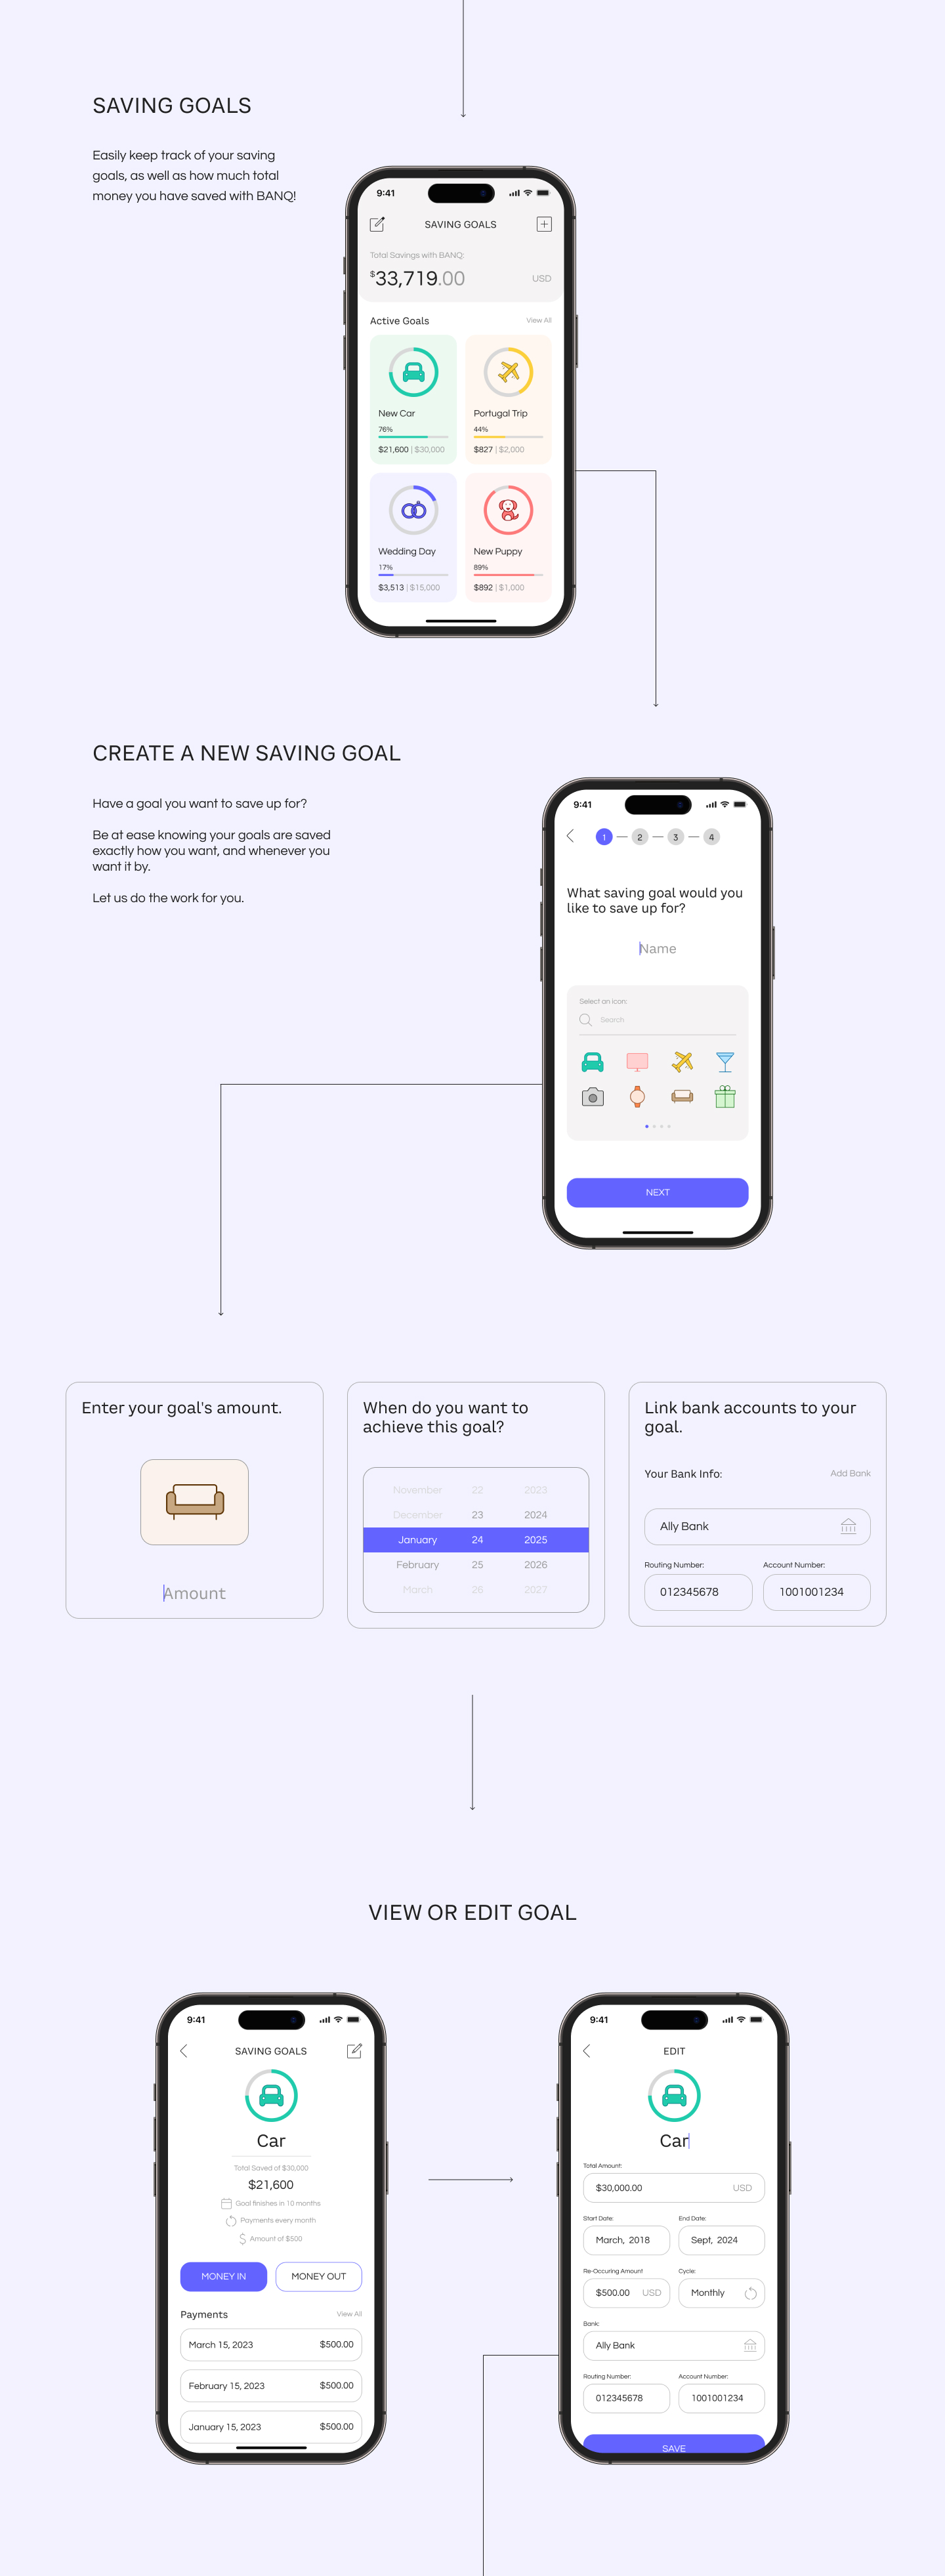 SAVING GOALS
Easily keep track of your saving
goals, as well as how much total
money you have saved with BANQ!
9:41
SAVING GOALS
Total Savings with BANQ:
$33,719.00
USD
Active Goals
View All
New Car
76%
$21,600 | $30,000
Portugal Trip
44%
$827 | $2,000
Wedding Day
17%
$3,513 | $15,000
New Puppy
89%
$892 | $1,000
CREATE A NEW SAVING GOAL
Have a goal you want to save up for?
Be at ease knowing your goals are saved
exactly how you want, and whenever you
want it by.
Let us do the work for you.
9:41
1 2 3 4
What saving goal would you
like to save up for?
Name
Select an icon:
Search
NEXT
Enter your goal's amount.
Amount
When do you want to
achieve this goal?
November 22 2023
December 23 2024
January 24 2025
February 25 2026
March 26 2027
Link bank accounts to your
goal.
Your Bank Info:
Add Bank
Ally Bank
Routing Number:
Account Number:
012345678
1001001234
VIEW OR EDIT GOAL
9:41
SAVING GOALS
Car
Total Saved of $30,000
$21,600
Goal finishes in 10 months
Payments every month
Amount of $500
MONEY IN
MONEY OUT
Payments
View All
March 15, 2023
$500.00
February 15, 2023
$500.00
January 15, 2023
$500.00
9:41
EDIT
Car
Total Amount:
$30,000.00
USD
Start Date:
End Date:
March, 2018
Sept, 2024
Re-Occuring Amount
Cycle:
$500.00 USD
Monthly
Bank:
Ally Bank
Routing Number:
Account Number:
012345678
1001001234
SAVE